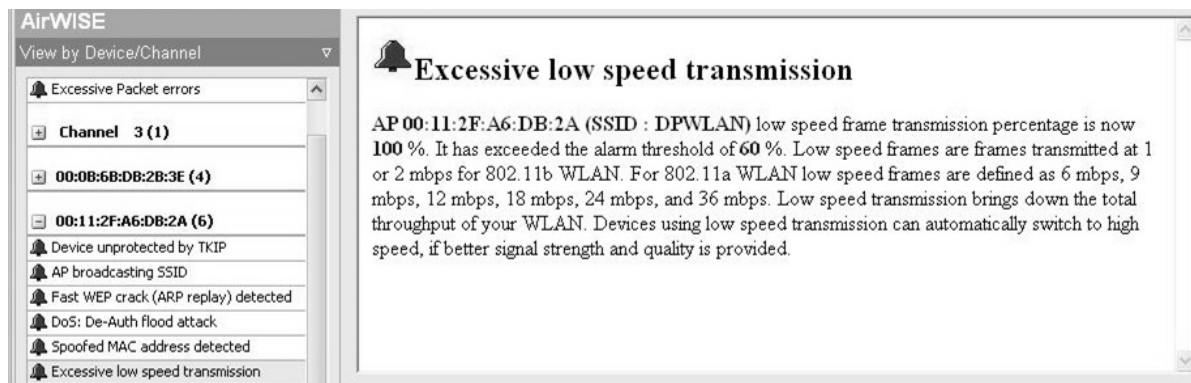 AirWISE
View by Device/Channel
Excessive Packet errors
Channel 3 (1)
00:0B:6B:DB:2B:3E (4)
00:11:2F:A6:DB:2A (6)
Device unprotected by TKIP
AP broadcasting SSID
Fast WEP crack (ARP replay) detected
DoS: De-Auth flood attack
Spoofed MAC address detected
Excessive low speed transmission
Excessive low speed transmission
AP 00:11:2F:A6:DB:2A (SSID : DPWLAN) low speed frame transmission percentage is now
100 %. It has exceeded the alarm threshold of 60 %. Low speed frames are frames transmitted at 1
or 2 mbps for 802.11b WLAN. For 802.11a WLAN low speed frames are defined as 6 mbps, 9
mbps, 12 mbps, 18 mbps, 24 mbps, and 36 mbps. Low speed transmission brings down the total
throughput of your WLAN. Devices using low speed transmission can automatically switch to high
speed, if better signal strength and quality is provided.